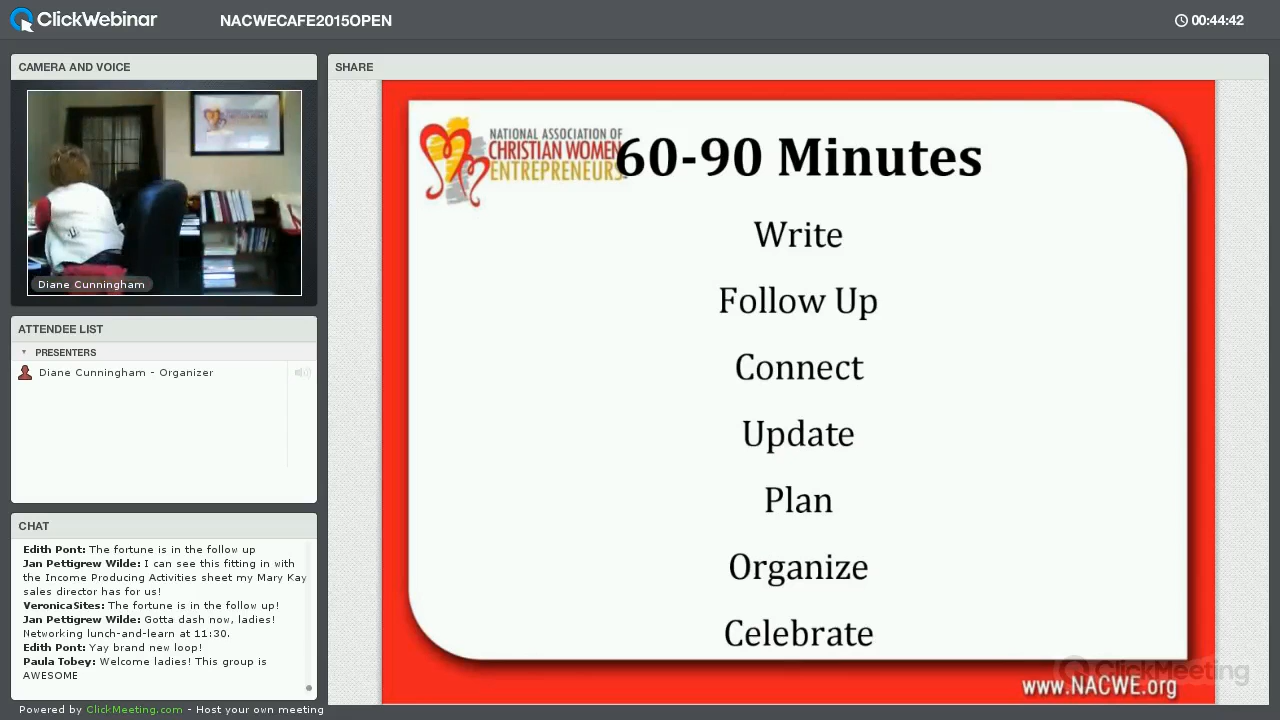 ClickWebinar
NACWECAFE2015OPEN
00:44:42
CAMERA AND VOICE
Diane Cunningham
ATTENDEE LIST
PRESENTERS
Diane Cunningham - Organizer
CHAT
Edith Pont: The fortune is in the follow up
Jan Pettigrew Wilde: I can see this fitting in with
the Income Producing Activities sheet my Mary Kay
sales director has for us!
Veronica Sites: The fortune is in the follow up!
Jan Pettigrew Wilde: Gotta dash now, ladies!
Networking lunch-and-learn at 11:30.
Edith Pont: Yay I could new loop!
Paula Tobey: Welcome ladies! This group is
AWESOME
Powered by ClickMeeting.com - Host your own meeting
SHARE
NATIONAL ASSOCIATION OF
CHRISTIAN WOMEN
ENTREPRENEURS
60-90 Minutes
Write
Follow Up
Connect
Update
Plan
Organize
Celebrate
ClickMeeting
www.NACWE.org